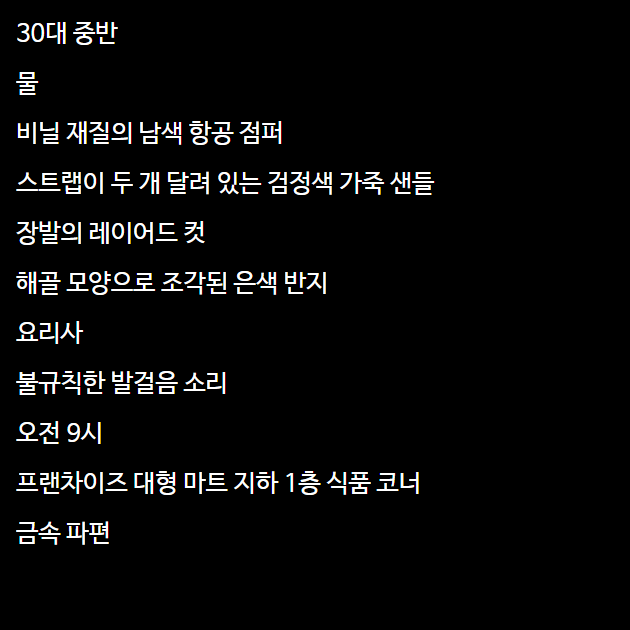 30대 중반
물
비닐 재질의 남색 항공 점퍼
스트랩이 두 개 달려 있는 검정색 가죽 샌들
장발의 레이어드 컷
해골 모양으로 조각된 은색 반지
요리사
불규칙한 발걸음 소리
오전 9시
프랜차이즈 대형 마트 지하 1층 식품 코너
금속 파편